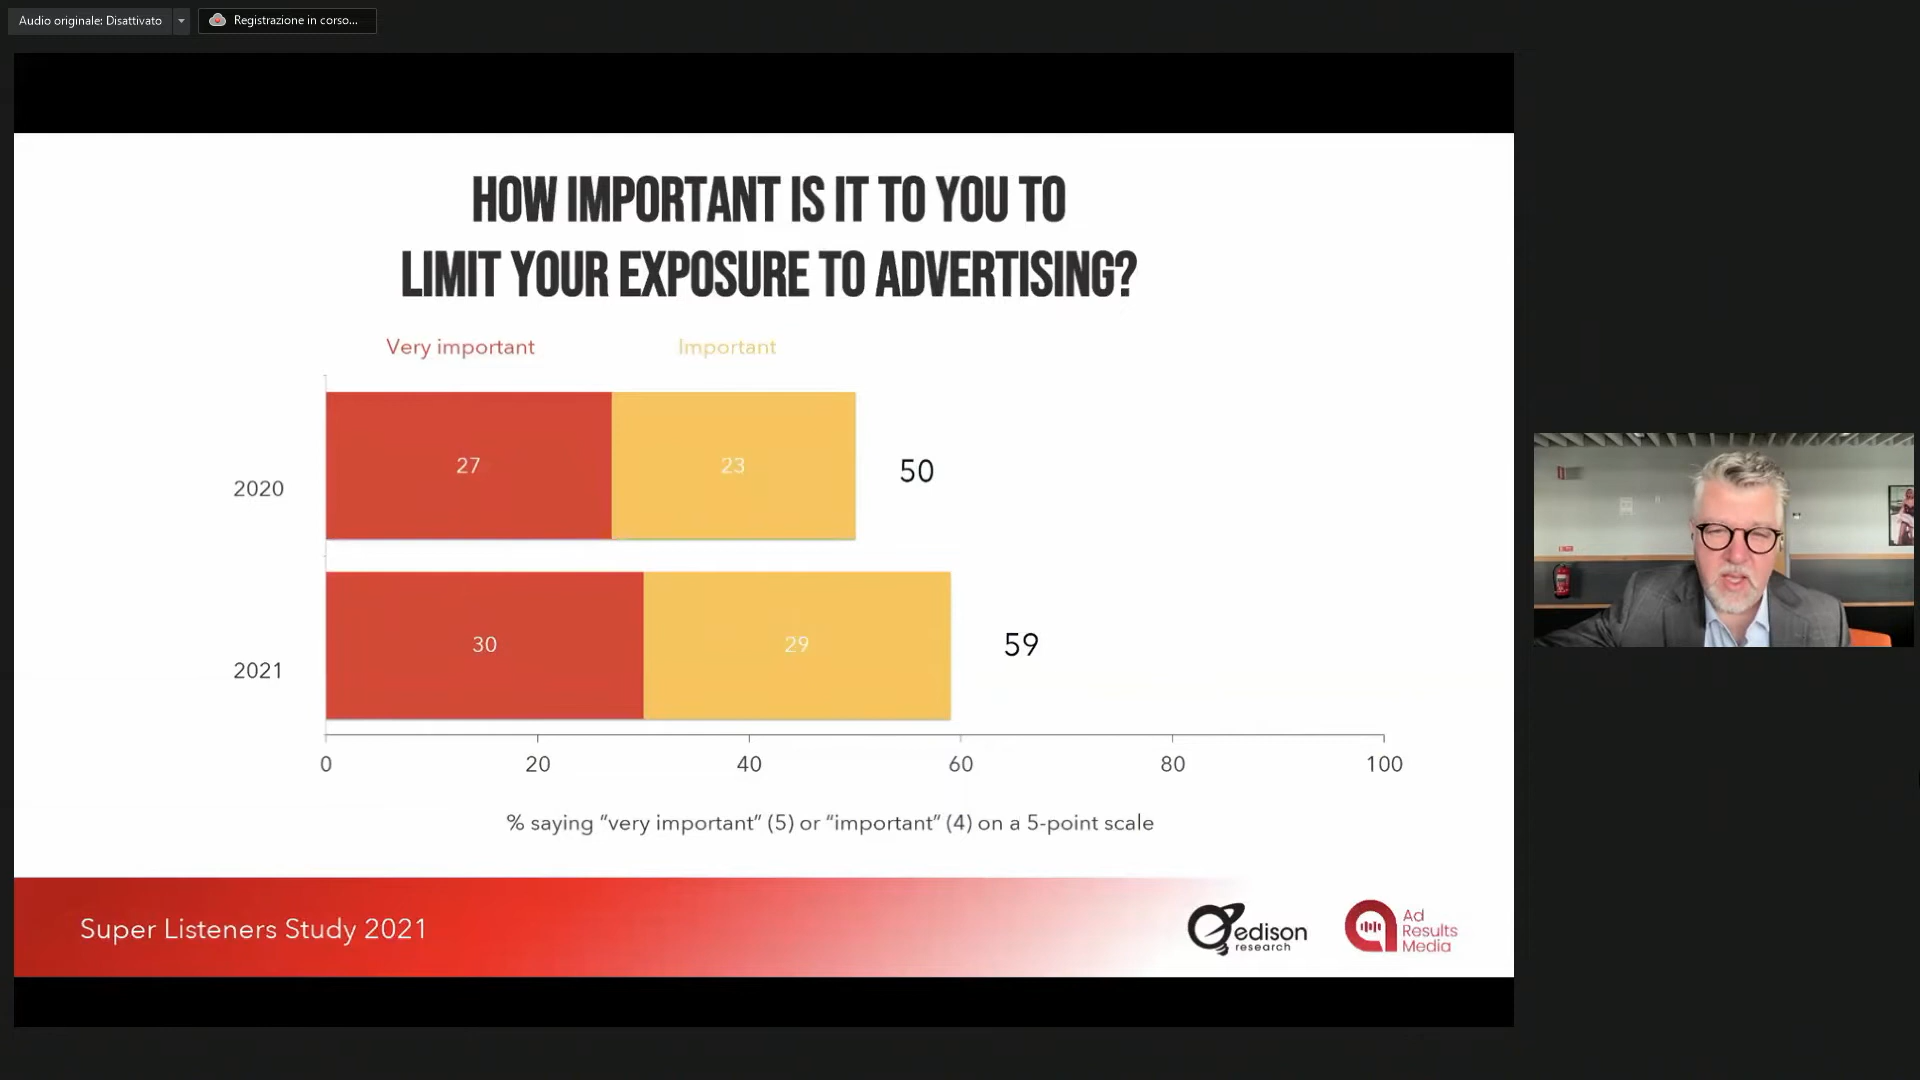 Audio originale: Disattivato
Registrazione in corso...
HOW IMPORTANT IS IT TO YOU TO
LIMIT YOUR EXPOSURE TO ADVERTISING?
Very important
Important
27
23
50
2020
30
29
59
2021
0
20
40
60
80
100
% saying “very important” (5) or “important” (4) on a 5-point scale
Super Listeners Study 2021
edison
research
Ad
Results
Media